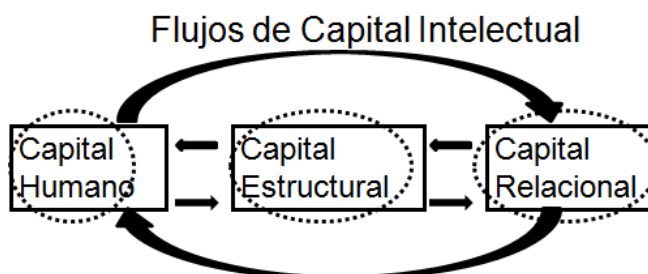 Flujos de Capital Intelectual
Capital
Humano
Capital
Estructural
Capital
Relacional